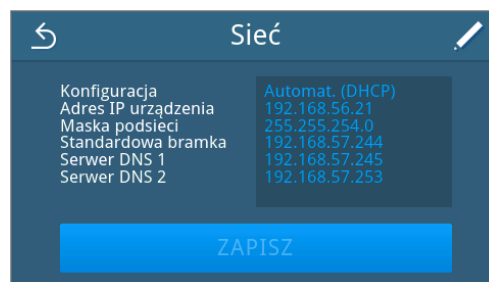 Sieć
Konfiguracja Automat. (DHCP)
Adres IP urządzenia 192.168.56.21
Maska podsieci 255.255.254.0
Standardowa bramka 192.168.57.244
Serwer DNS 1 192.168.57.245
Serwer DNS 2 192.168.57.253
ZAPISZ